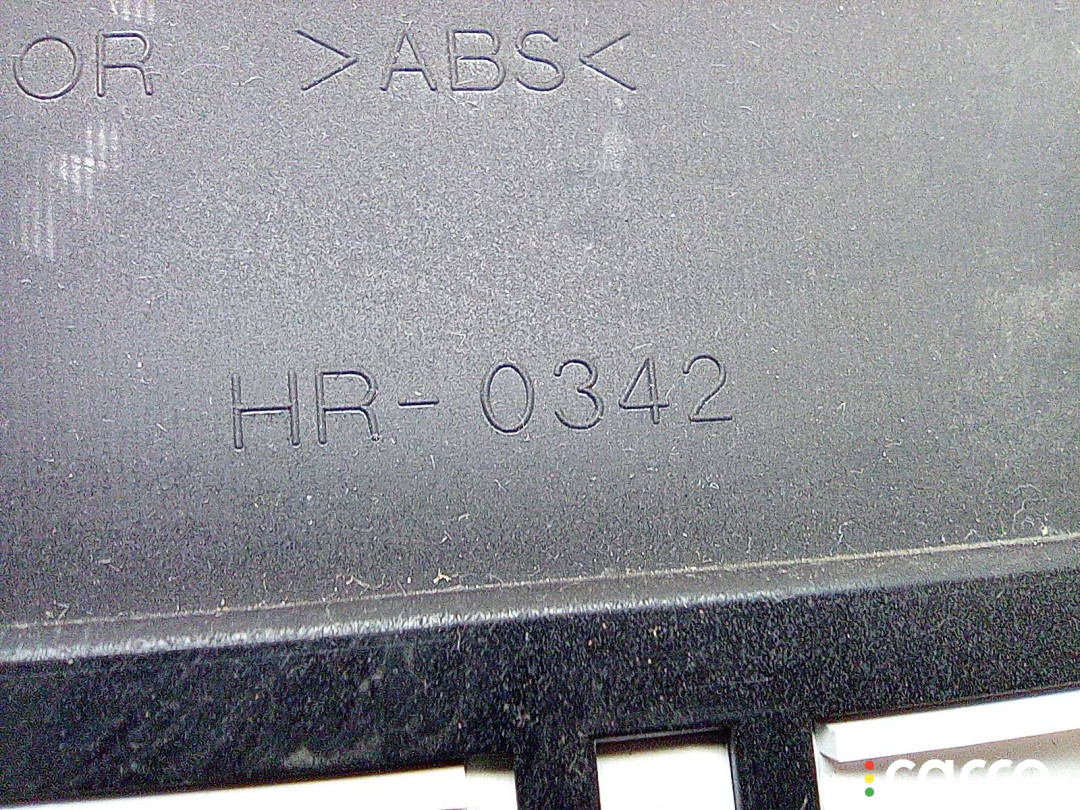 OR >ABS<
HR-0342